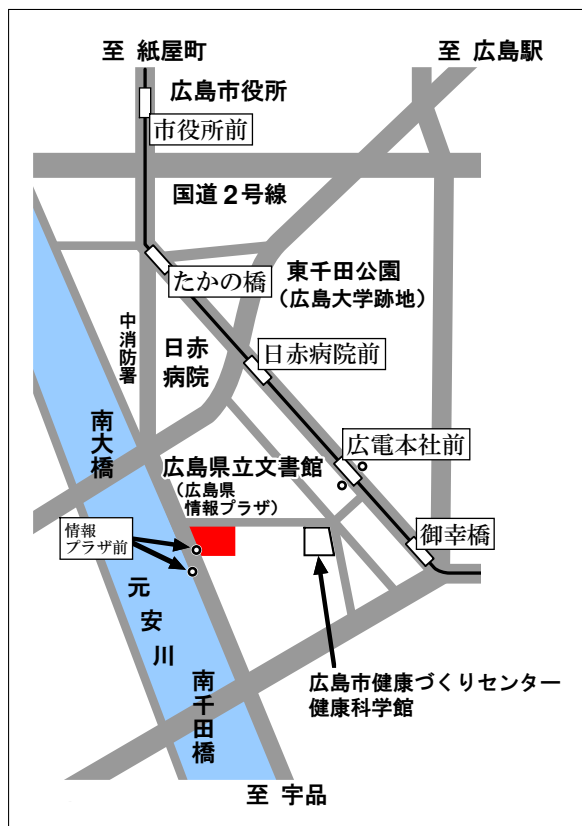 至 紙屋町
至 広島駅
広島市役所
市役所前
国道2号線
たかの橋
東千田公園
(広島大学跡地)
中消防署
日赤
病院
日赤病院前
南大橋
広電本社前
広島県立文書館
(広島県
情報プラザ)
情報
プラザ前
御幸橋
元安川
広島市健康づくりセンター
健康科学館
南千田橋
至 宇品